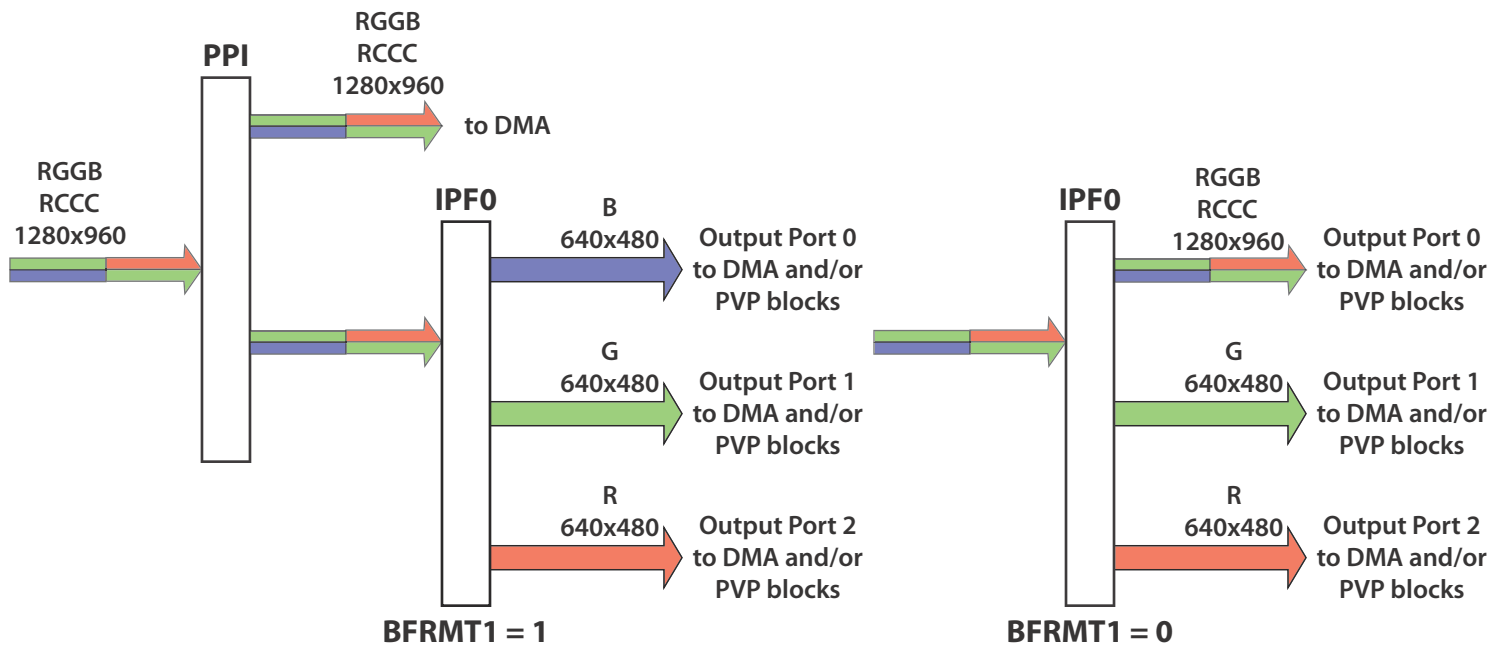 PPI
RGGB
RCCC
1280x960
to DMA
RGGB
RCCC
1280x960
IPF0
B
640x480
Output Port 0
to DMA and/or
PVP blocks
G
640x480
Output Port 1
to DMA and/or
PVP blocks
R
640x480
Output Port 2
to DMA and/or
PVP blocks
BFRMT1 = 1
IPF0
RGGB
RCCC
1280x960
Output Port 0
to DMA and/or
PVP blocks
G
640x480
Output Port 1
to DMA and/or
PVP blocks
R
640x480
Output Port 2
to DMA and/or
PVP blocks
BFRMT1 = 0